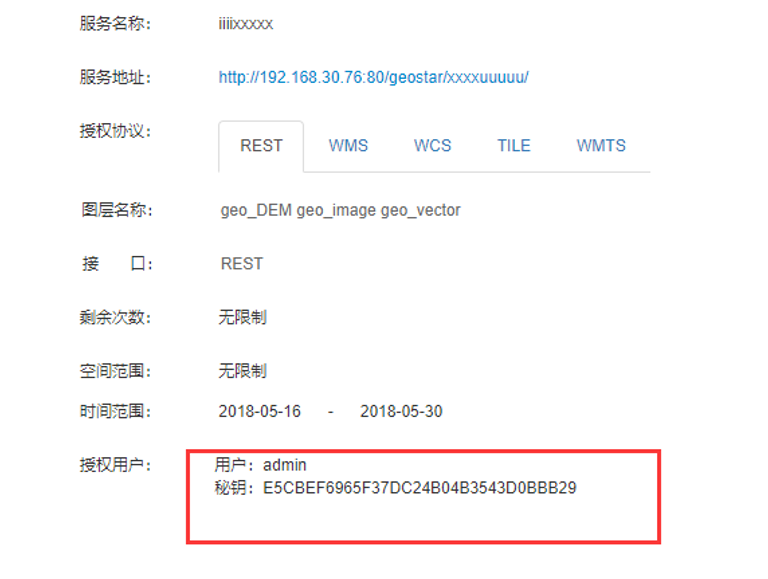 服务名称： iiiixxxxx
服务地址： http://192.168.30.76:80/geostar/xxxxuuuuu/
授权协议： REST WMS WCS TILE WMTS
图层名称： geo_DEM geo_image geo_vector
接 口： REST
剩余次数： 无限制
空间范围： 无限制
时间范围： 2018-05-16 - 2018-05-30
授权用户： 用户：admin
秘钥：E5CBEF6965F37DC24B04B3543D0BBB29